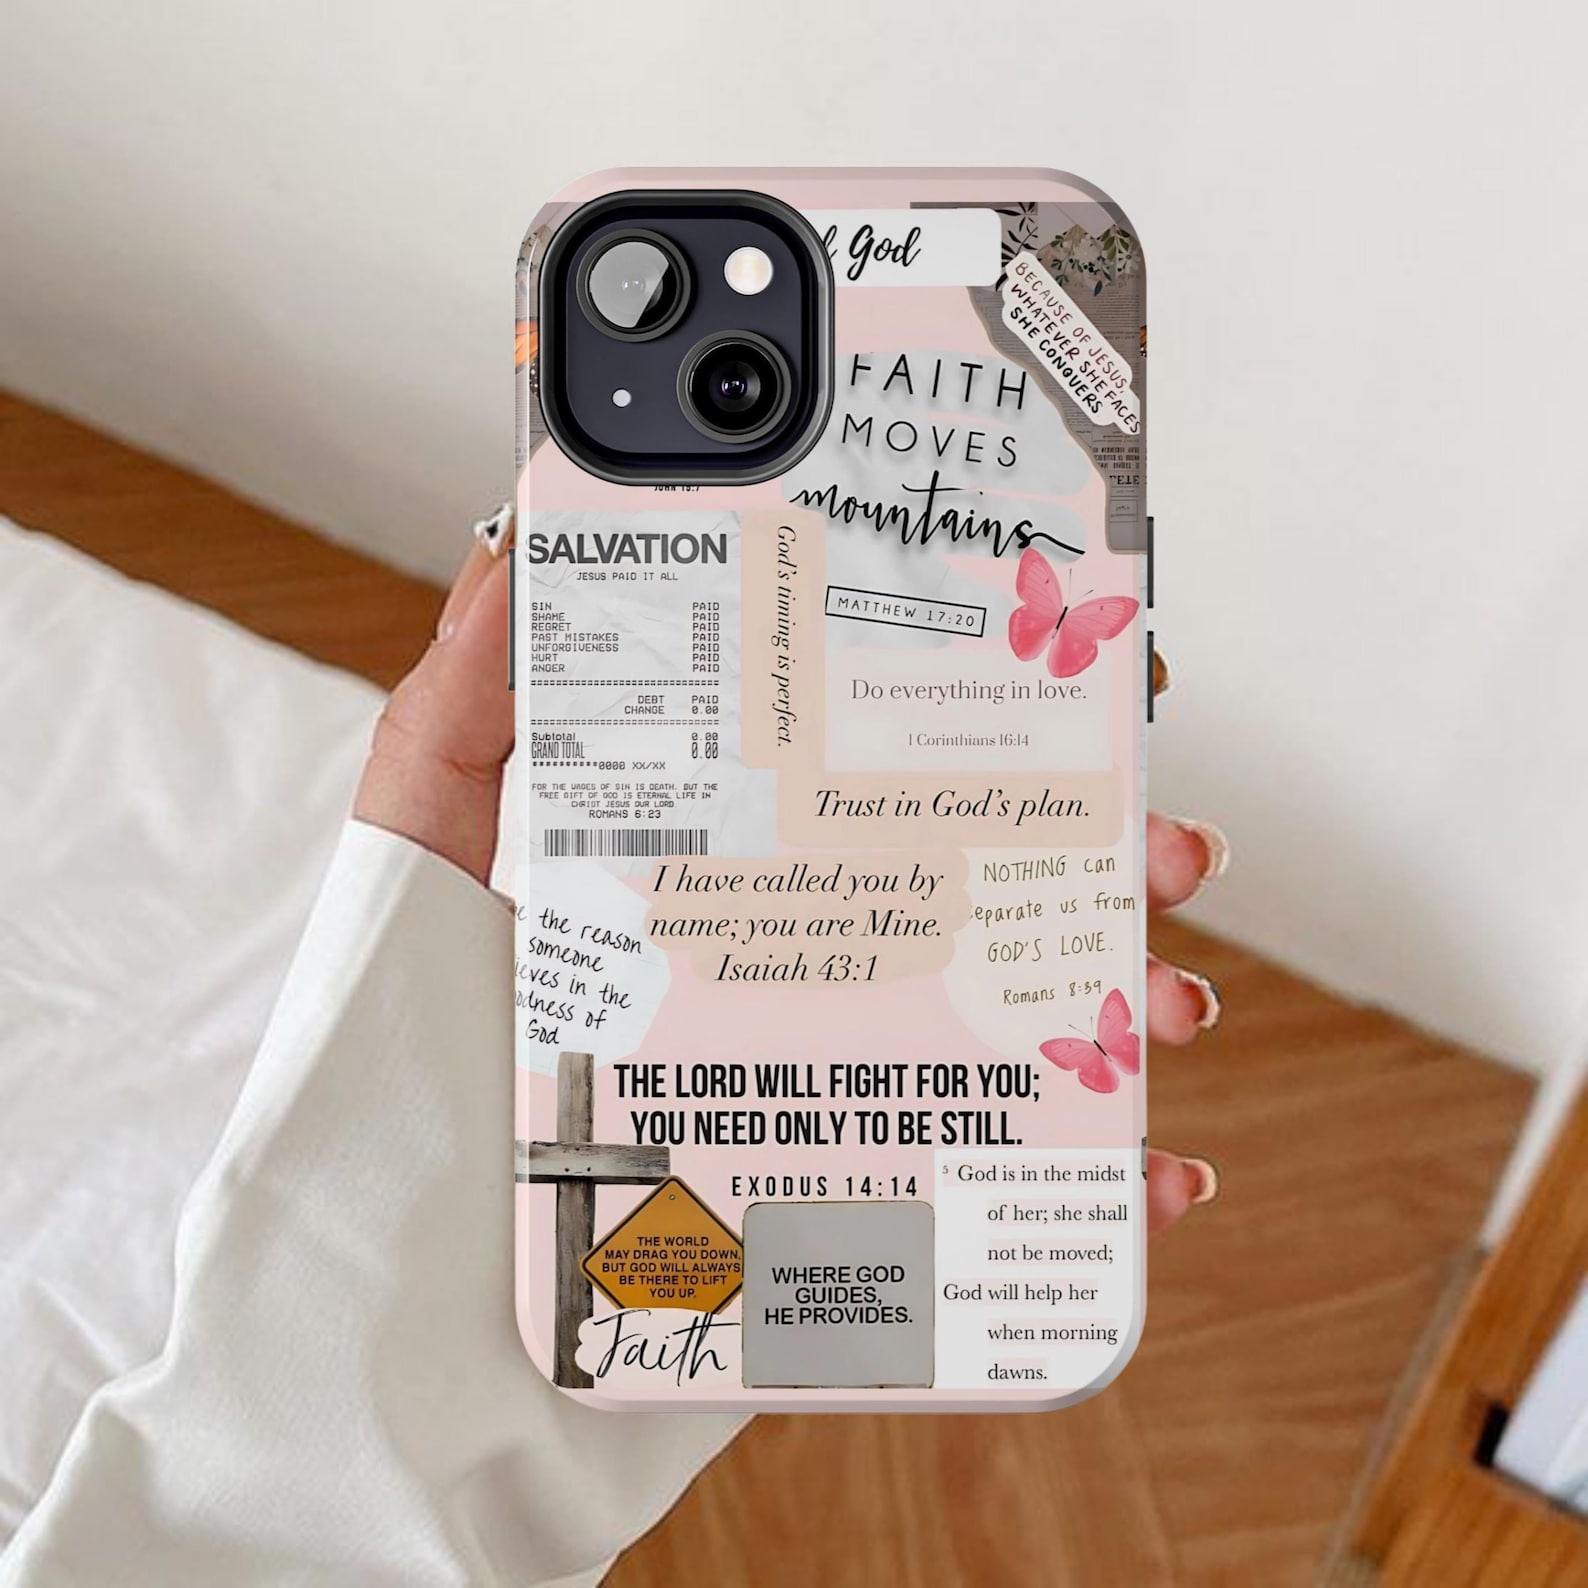 God
BECAUSE OF JESUS,
WHATEVER SHE FACES
SHE CONQUERS
FAITH
MOVES
mountains
MATTHEW 17:20
JOHN 15:7
SALVATION
JESUS PAID IT ALL
SIN PAID
SHAME PAID
REGRET PAID
PAST MISTAKES PAID
UNFORGIVENESS PAID
HURT PAID
ANGER PAID
DEBT PAID
CHANGE 0.00
Subtotal 0.00
GRAND TOTAL 0.00
**********0000 XX/XX
FOR THE WAGES OF SIN IS DEATH, BUT THE
FREE GIFT OF GOD IS ETERNAL LIFE IN
CHRIST JESUS OUR LORD
ROMANS 6:23
God's timing is perfect.
Do everything in love.
1 Corinthians 16:14
Trust in God's plan.
I have called you by
name; you are Mine.
Isaiah 43:1
the reason
someone
in the
of
God
NOTHING can
us from
GOD'S LOVE.
Romans 8:39
THE LORD WILL FIGHT FOR YOU;
YOU NEED ONLY TO BE STILL.
EXODUS 14:14
THE WORLD
MAY DRAG YOU DOWN,
BUT GOD WILL ALWAYS
BE THERE TO LIFT
YOU UP.
Faith
WHERE GOD
GUIDES,
HE PROVIDES.
5 God is in the midst
of her; she shall
not be moved;
God will help her
when morning
dawns.